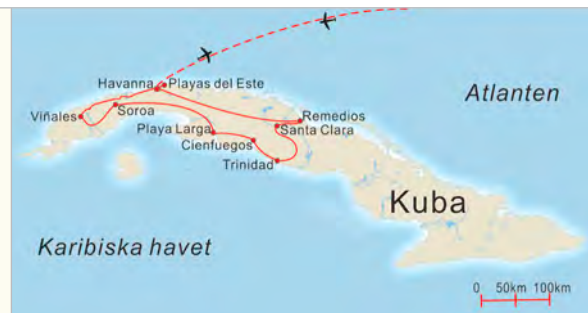 Havanna
Playas del Este
Atlanten
Viñales
Soroa
Remedios
Playa Larga
Santa Clara
Cienfuegos
Trinidad
Kuba
Karibiska havet
0 50km 100km